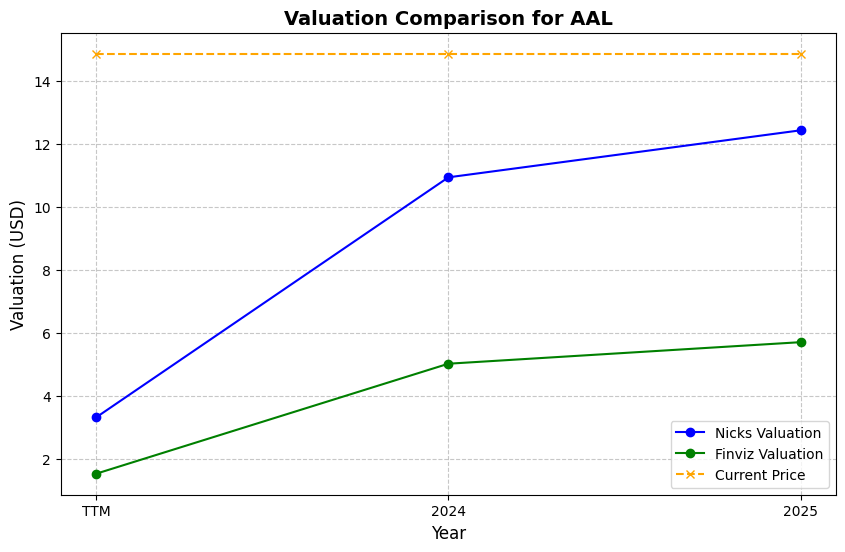 Valuation Comparison for AAL
Valuation (USD)
14
12
10
8
6
4
2
TTM
2024
2025
Year
Nicks Valuation
Finviz Valuation
Current Price